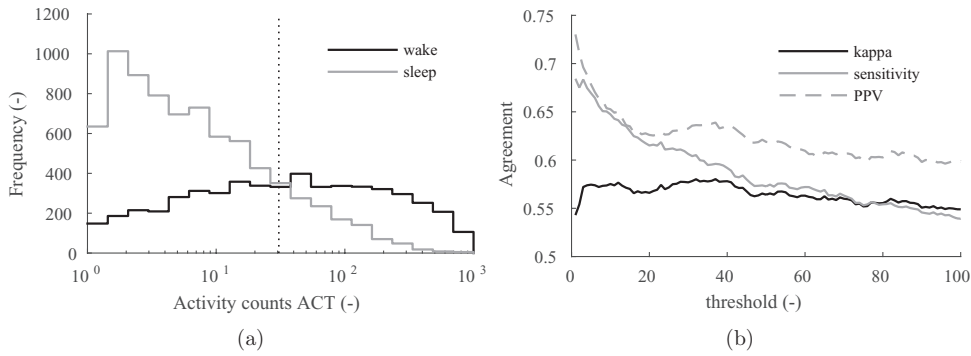 1200
1000
800
600
400
200
0
Frequency (-)
wake
sleep
10 0
10 1
10 2
10 3
Activity counts ACT (-)
(a)
0.75
0.7
0.65
0.6
0.55
0.5
Agreement
kappa
sensitivity
PPV
0
20
40
60
80
100
threshold (-)
(b)